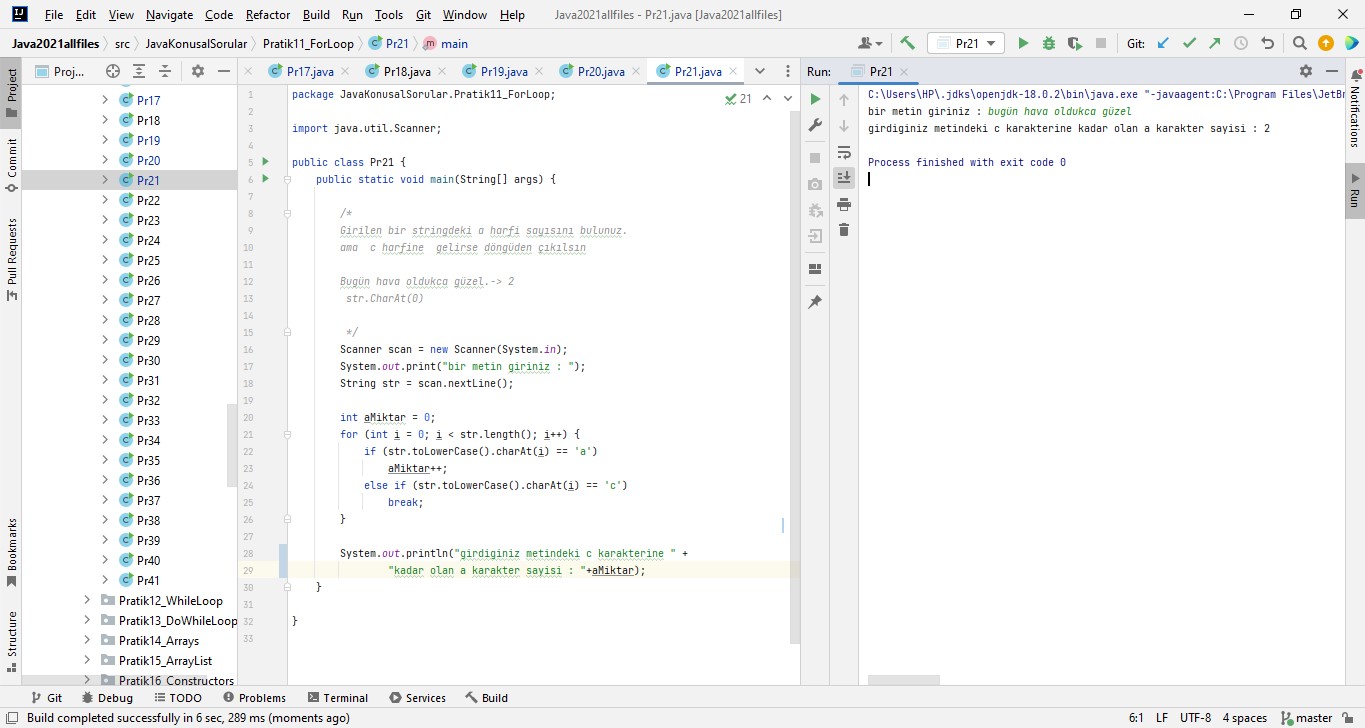 File Edit View Navigate Code Refactor Build Run Tools Git Window Help Java2021allfiles - Pr21.java [Java2021allfiles]
Java2021allfiles src JavaKonusalSorular Pratik11_ForLoop Pr21 main Pr21 Git:
Project
Commit
Pull Requests
Bookmarks
Structure
Proj...
Pr17
Pr18
Pr19
Pr20
Pr21
Pr22
Pr23
Pr24
Pr25
Pr26
Pr27
Pr28
Pr29
Pr30
Pr31
Pr32
Pr33
Pr34
Pr35
Pr36
Pr37
Pr38
Pr39
Pr40
Pr41
Pratik12_WhileLoop
Pratik13_DoWhileLoop
Pratik14_Arrays
Pratik15_ArrayList
Pratik16_Constructors
Pr17.java Pr18.java Pr19.java Pr20.java Pr21.java
21
1 package JavaKonusalSorular.Pratik11_ForLoop;
2
3 import java.util.Scanner;
4
5 public class Pr21 {
6 public static void main(String[] args) {
7
8 /*
9 Girilen bir stringdeki a harfi sayısını bulunuz.
10 ama c harfine gelirse döngüden çıkılsın
11
12 Bugün hava oldukca güzel.-> 2
13 str.CharAt(0)
14
15 */
16 Scanner scan = new Scanner(System.in);
17 System.out.print("bir metin giriniz : ");
18 String str = scan.nextLine();
19
20 int aMiktar = 0;
21 for (int i = 0; i < str.length(); i++) {
22 if (str.toLowerCase().charAt(i) == 'a')
23 aMiktar++;
24 else if (str.toLowerCase().charAt(i) == 'c')
25 break;
26 }
27
28 System.out.println("girdiginiz metindeki c karakterine " +
29 "kadar olan a karakter sayisi : "+aMiktar);
30 }
31
32 }
33
Run: Pr21
C:\Users\HP\.jdks\openjdk-18.0.2\bin\java.exe "-javaagent:C:\Program Files\JetBr
bir metin giriniz : bugün hava oldukca güzel
girdiginiz metindeki c karakterine kadar olan a karakter sayisi : 2
Process finished with exit code 0
Notifications
Run
Git Debug TODO Problems Terminal Services Build
Build completed successfully in 6 sec, 289 ms (moments ago) 6:1 LF UTF-8 4 spaces master